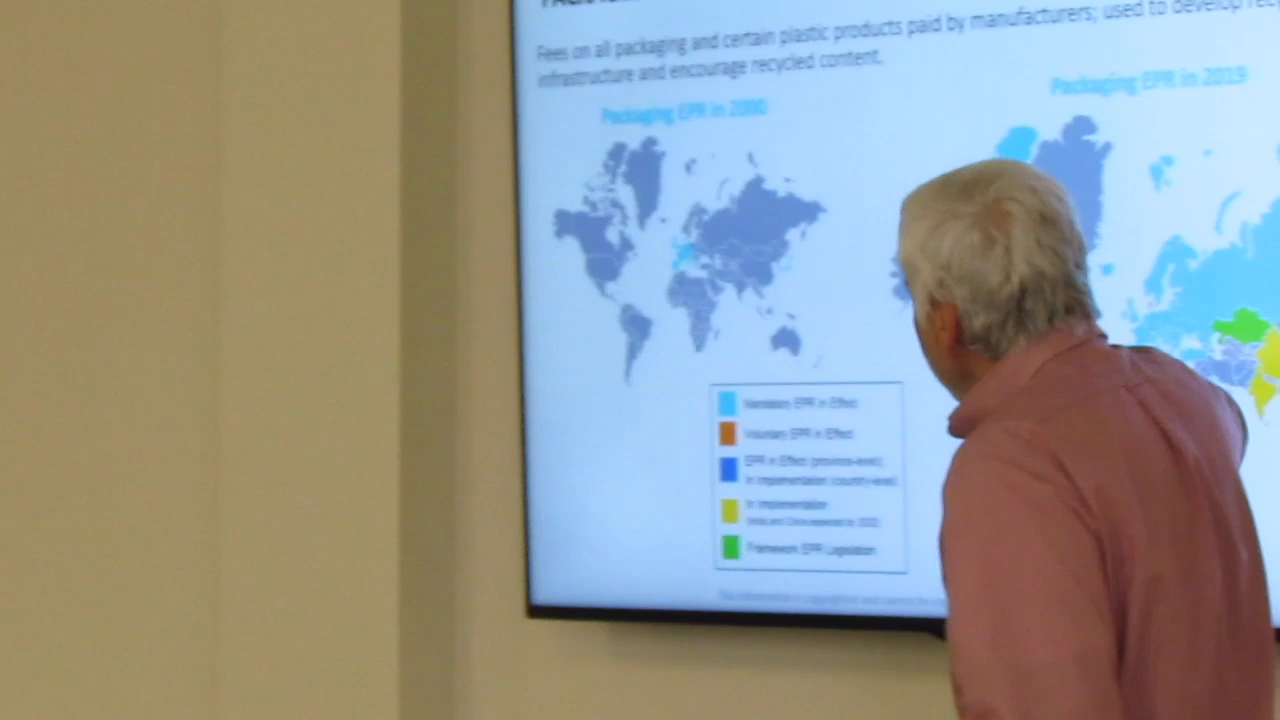 Fees on all packaging and certain plastic products paid by manufacturers; used to develop
infrastructure and encourage recycled content.
Packaging EPR in 2000
Packaging EPR in 2019
Mandatory EPR in Effect
Voluntary EPR in Effect
EPR in Effect (province-level)
In Implementation (country-level)
In Implementation
Framework EPR Legislation